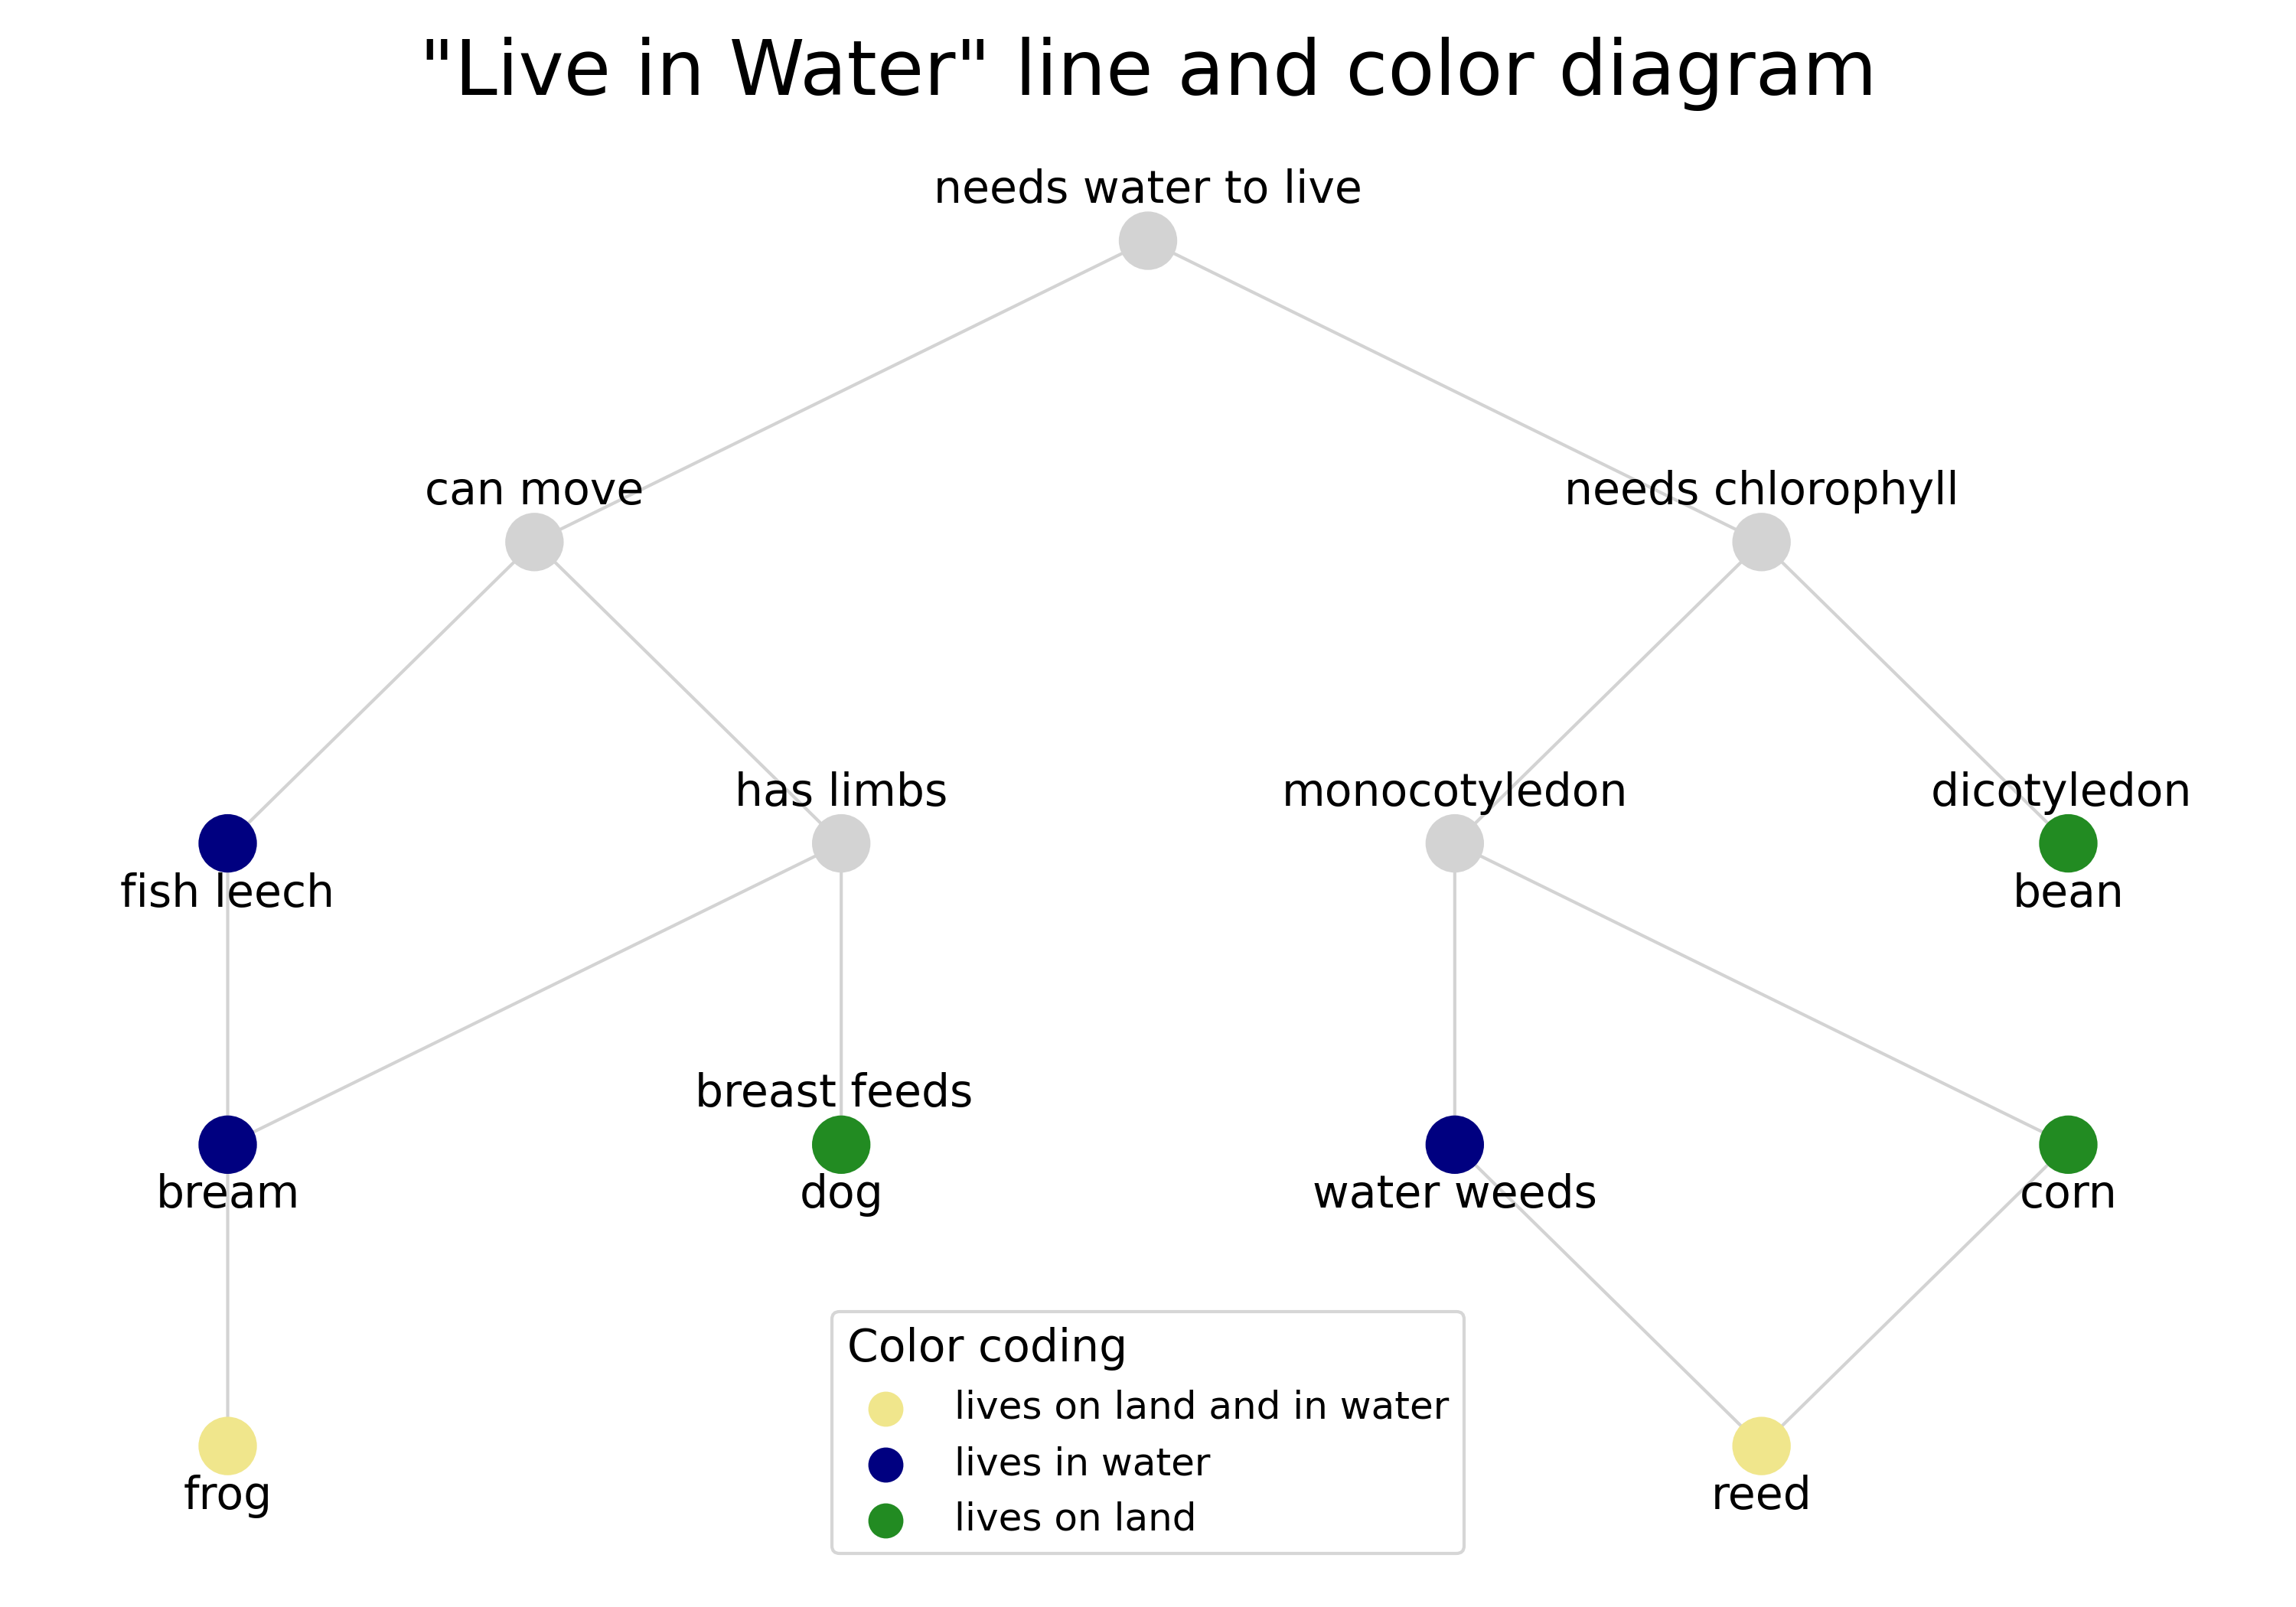 "Live in Water" line and color diagram
needs water to live
can move
needs chlorophyll
has limbs
monocotyledon
dicotyledon
fish leech
bean
breast feeds
bream
dog
water weeds
corn
Color coding
lives on land and in water
lives in water
lives on land
frog
reed